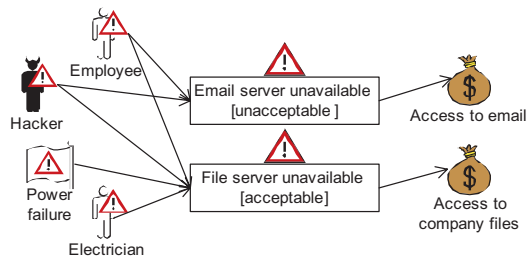 Employee
Hacker
Power
failure
Electrician
Email server unavailable
[unacceptable ]
File server unavailable
[acceptable]
$
Access to email
$
Access to
company files